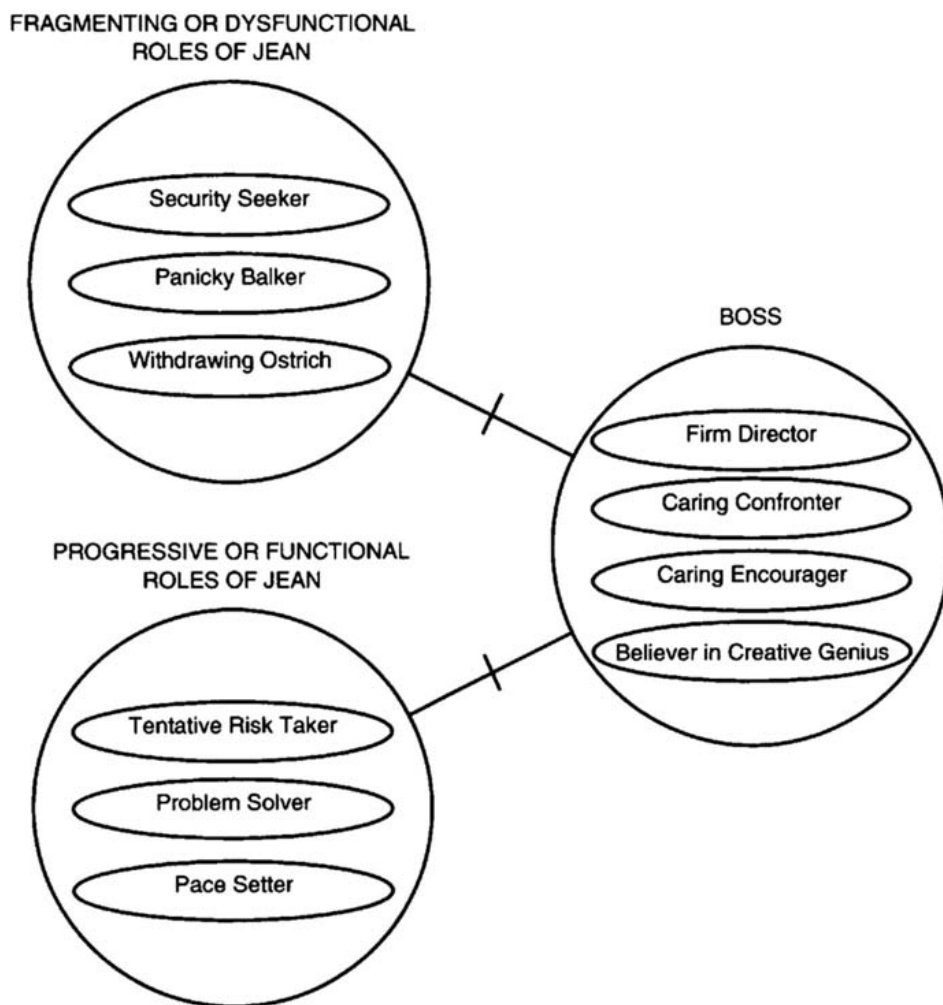 FRAGMENTING OR DYSFUNCTIONAL
ROLES OF JEAN
Security Seeker
Panicky Balker
Withdrawing Ostrich
BOSS
Firm Director
Caring Confronter
Caring Encourager
Believer in Creative Genius
PROGRESSIVE OR FUNCTIONAL
ROLES OF JEAN
Tentative Risk Taker
Problem Solver
Pace Setter